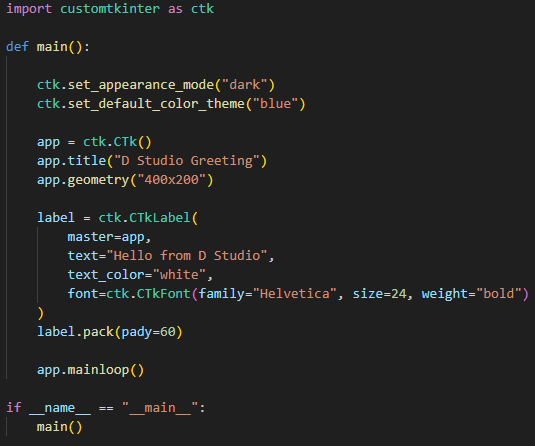 import customtkinter as ctk
def main():
    ctk.set_appearance_mode("dark")
    ctk.set_default_color_theme("blue")
    app = ctk.CTk()
    app.title("D Studio Greeting")
    app.geometry("400x200")
    label = ctk.CTkLabel(
        master=app,
        text="Hello from D Studio",
        text_color="white",
        font=ctk.CTkFont(family="Helvetica", size=24, weight="bold")
    )
    label.pack(pady=60)
    app.mainloop()
if __name__ == "__main__":
    main()